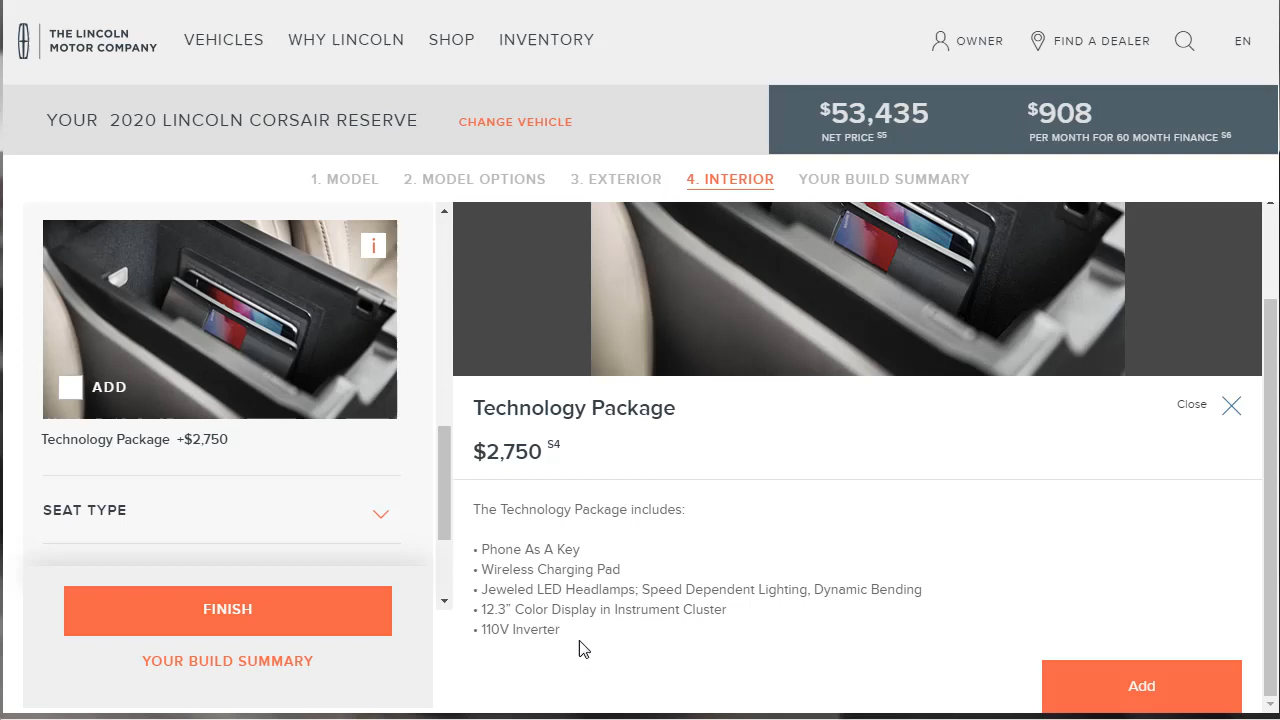 THE LINCOLN
MOTOR COMPANY
VEHICLES
WHY LINCOLN
SHOP
INVENTORY
OWNER
FIND A DEALER
EN
YOUR 2020 LINCOLN CORSAIR RESERVE
CHANGE VEHICLE
$53,435
NET PRICE S5
$908
PER MONTH FOR 60 MONTH FINANCE S6
1. MODEL
2. MODEL OPTIONS
3. EXTERIOR
4. INTERIOR
YOUR BUILD SUMMARY
i
ADD
Technology Package +$2,750
SEAT TYPE
FINISH
YOUR BUILD SUMMARY
Technology Package
Close
$2,750 S4
The Technology Package includes:
• Phone As A Key
• Wireless Charging Pad
• Jeweled LED Headlamps; Speed Dependent Lighting, Dynamic Bending
• 12.3” Color Display in Instrument Cluster
• 110V Inverter
Add